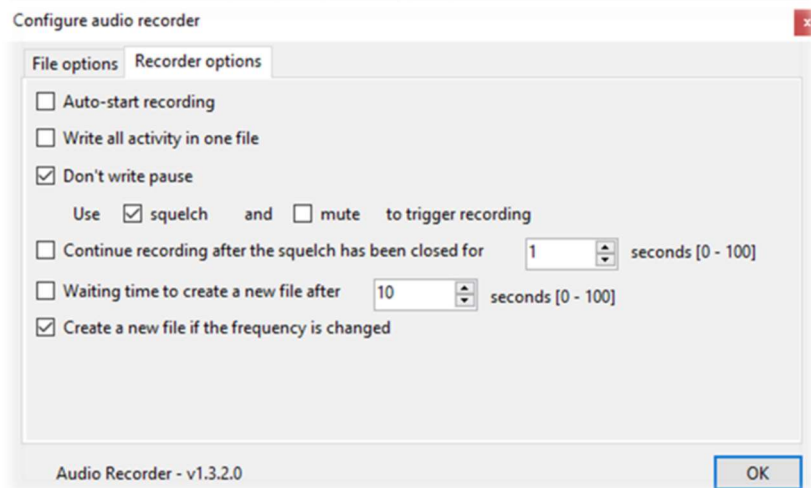 Configure audio recorder
x
File options Recorder options
Auto-start recording
Write all activity in one file
Don't write pause
Use squelch and mute to trigger recording
Continue recording after the squelch has been closed for 1 seconds [0 - 100]
Waiting time to create a new file after 10 seconds [0 - 100]
Create a new file if the frequency is changed
Audio Recorder - v1.3.2.0 OK